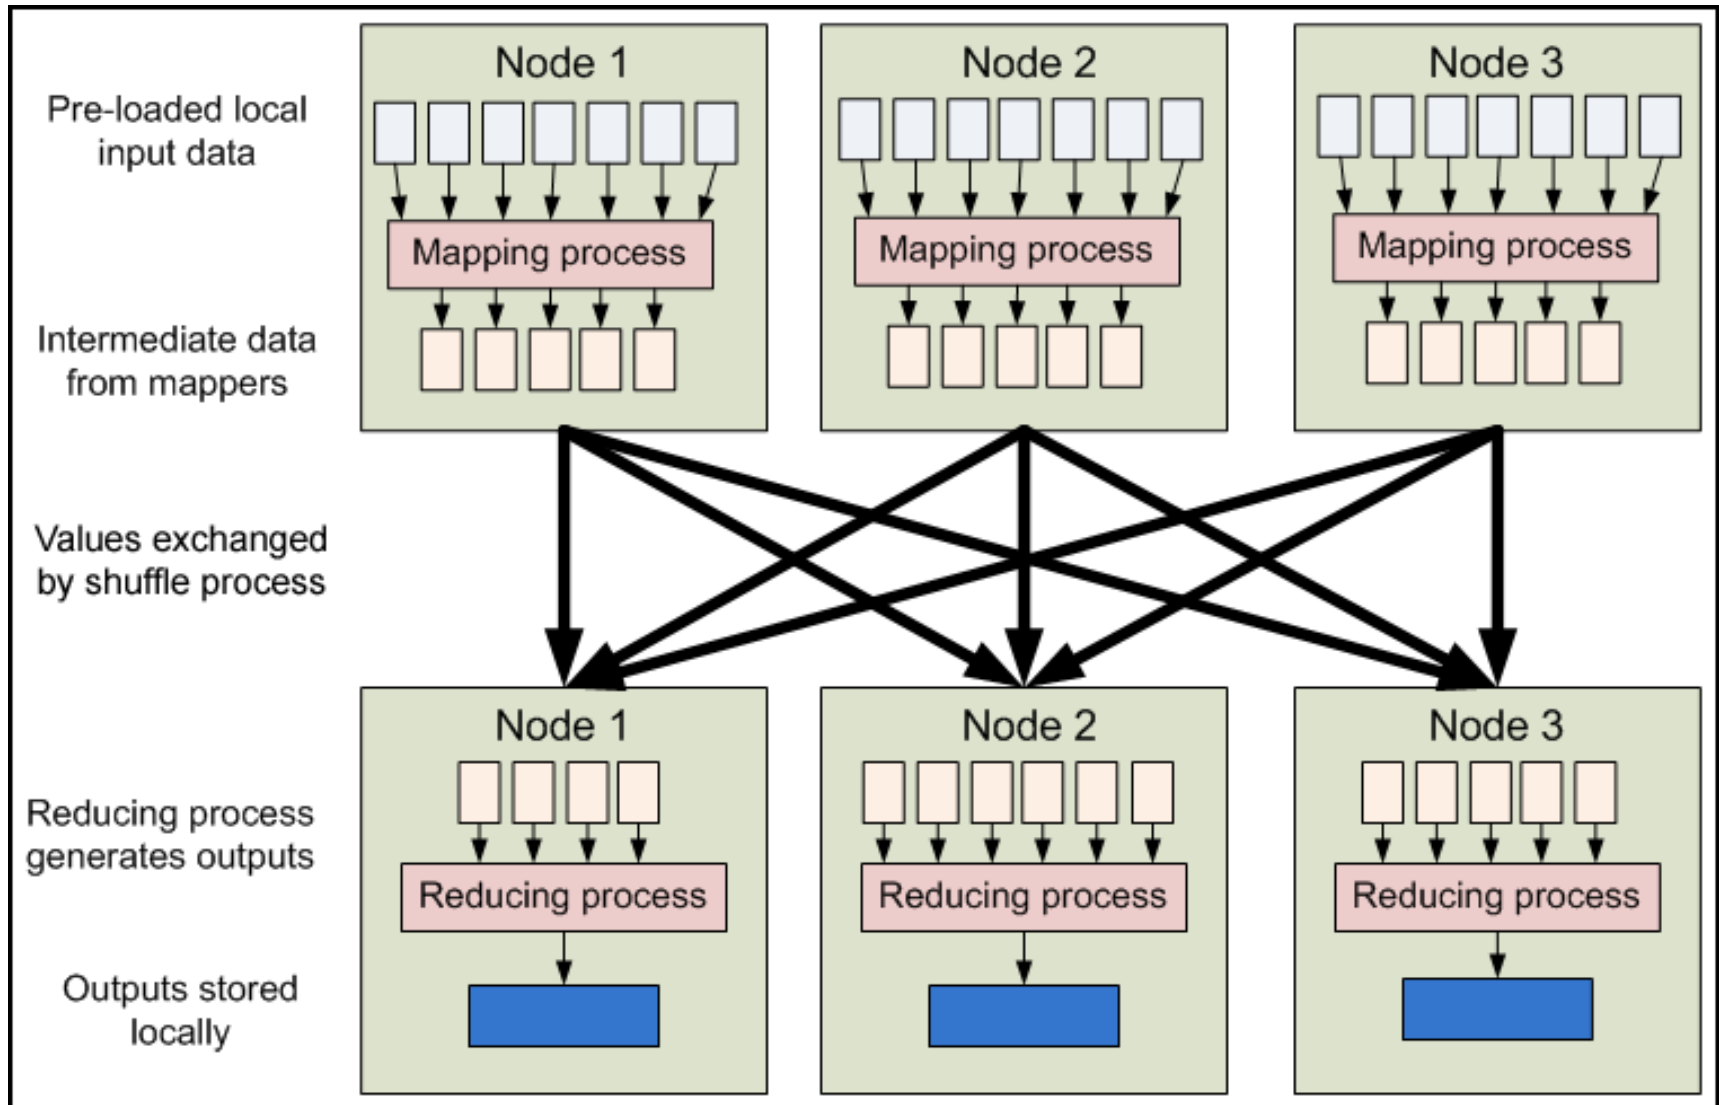 Node 1
Node 2
Node 3
Pre-loaded local
input data
Mapping process
Mapping process
Mapping process
Intermediate data
from mappers
Values exchanged
by shuffle process
Node 1
Node 2
Node 3
Reducing process
generates outputs
Reducing process
Reducing process
Reducing process
Outputs stored
locally